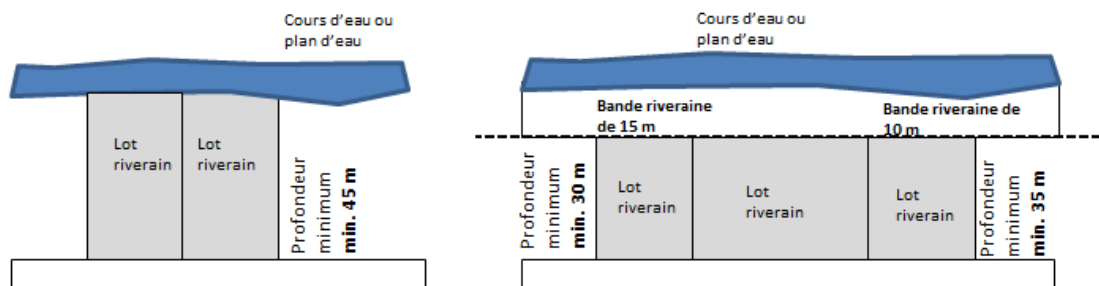 Cours d'eau ou
plan d'eau
Lot
riverain
Lot
riverain
Profondeur
minimum
min. 45 m
Cours d'eau ou
plan d'eau
Bande riveraine
de 15 m
Bande riveraine de
10 m
Profondeur
minimum
min. 30 m
Lot
riverain
Lot
riverain
Lot
riverain
Profondeur
minimum
min. 35 m